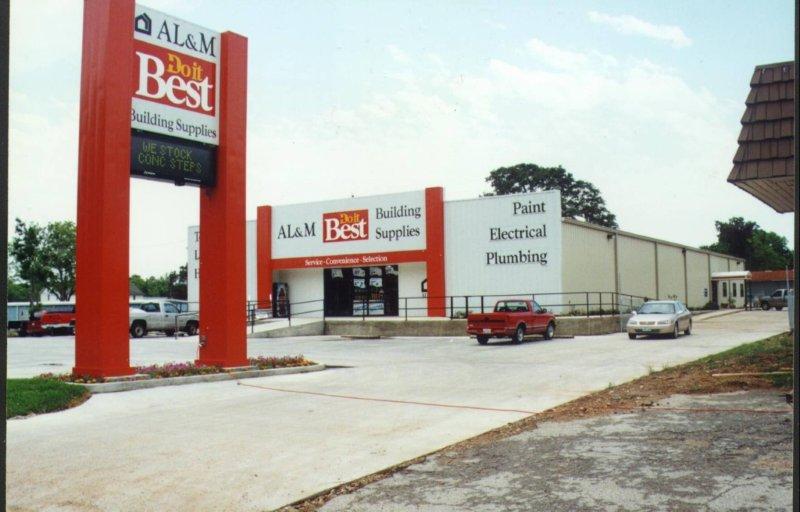 AL&M
Do it
Best
Building Supplies
WE STOCK
CONC STEPS
AL&M
Do it
Best
Building
Supplies
Service - Convenience - Selection
Paint
Electrical
Plumbing
T
L
H